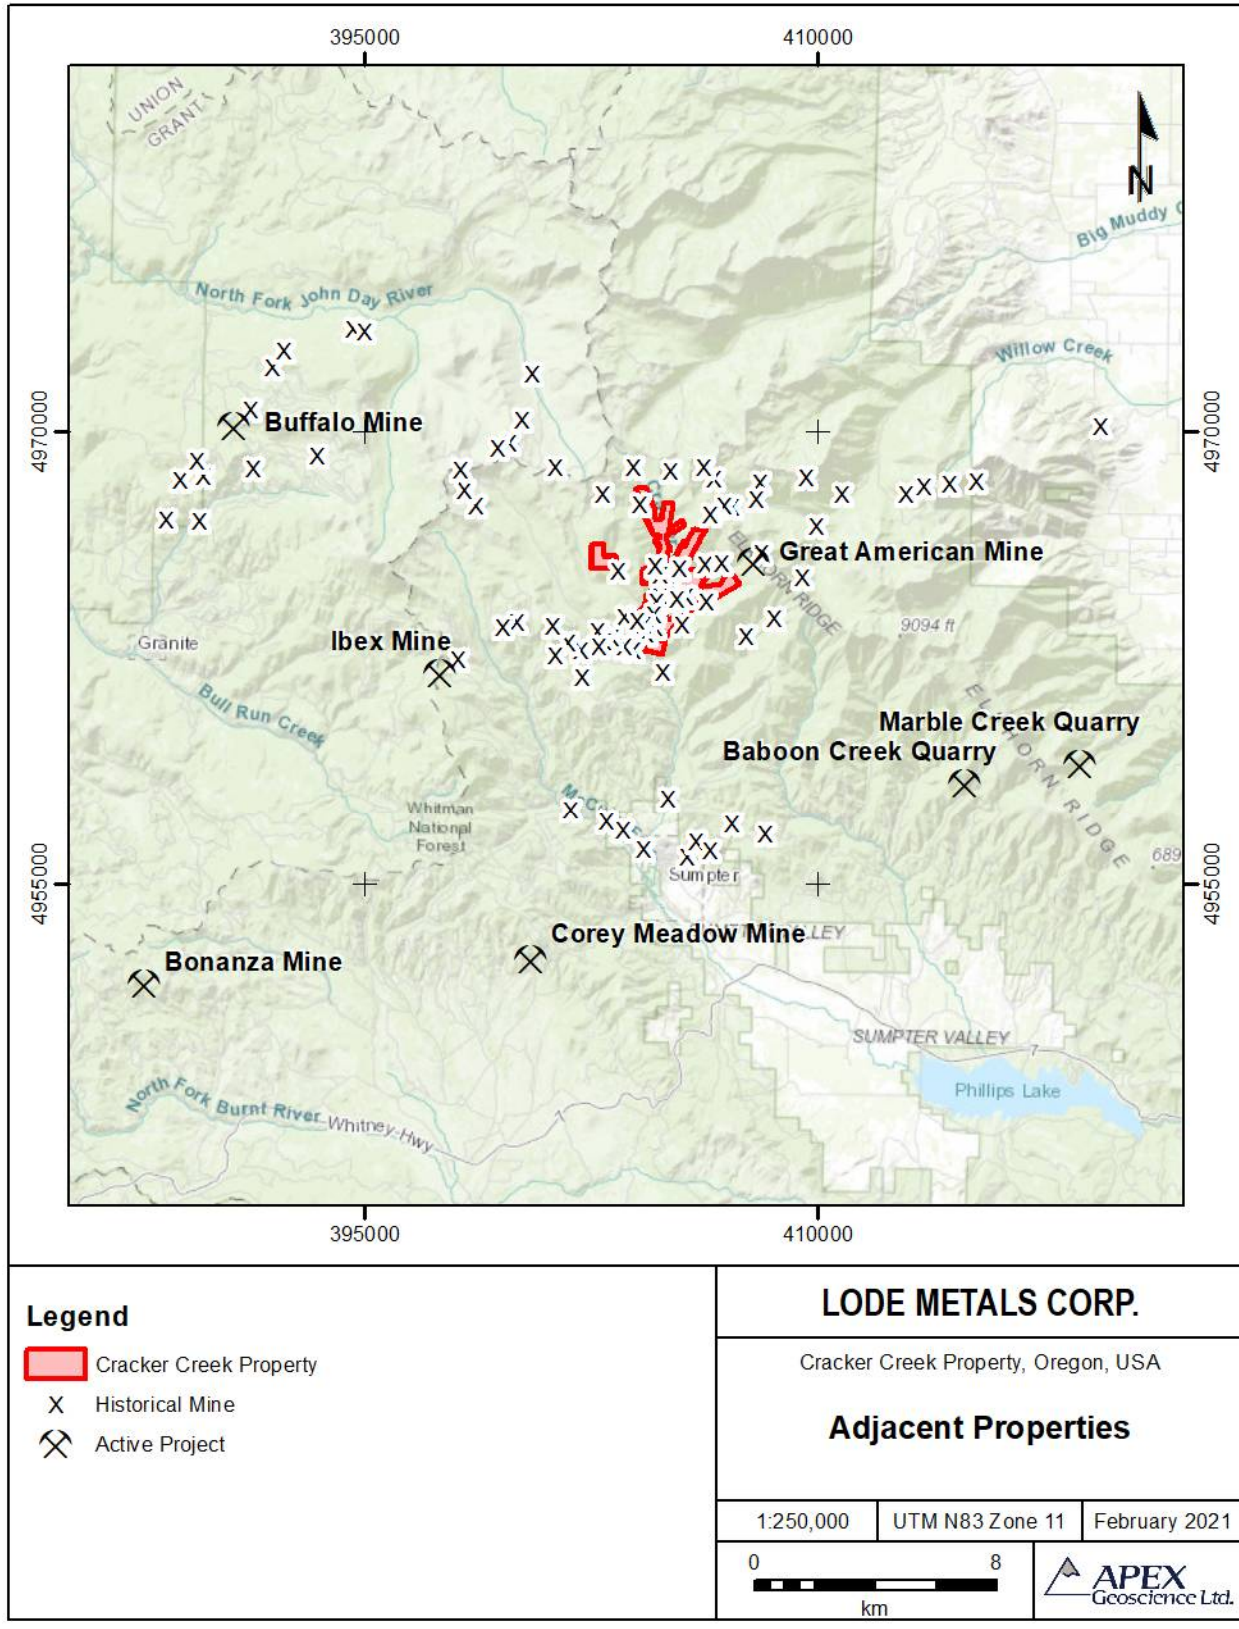 395000
410000
UNION
GRANT
N
Big Muddy C
North Fork John Day River
Willow Creek
4970000
4970000
Buffalo Mine
Great American Mine
RIDGE
9094 ft
Granite
Ibex Mine
Bull Run Creek
Marble Creek Quarry
Baboon Creek Quarry
RIDGE
Whitman
National
Forest
689
4955000
4955000
Sumpter
Corey Meadow Mine
VALLEY
Bonanza Mine
SUMPTER VALLEY
7
Phillips Lake
North Fork Burnt River
Whitney-Hwy
395000
410000
Legend
Cracker Creek Property
X Historical Mine
Active Project
LODE METALS CORP.
Cracker Creek Property, Oregon, USA
Adjacent Properties
1:250,000 UTM N83 Zone 11 February 2021
0 8
km
APEX
Geoscience Ltd.